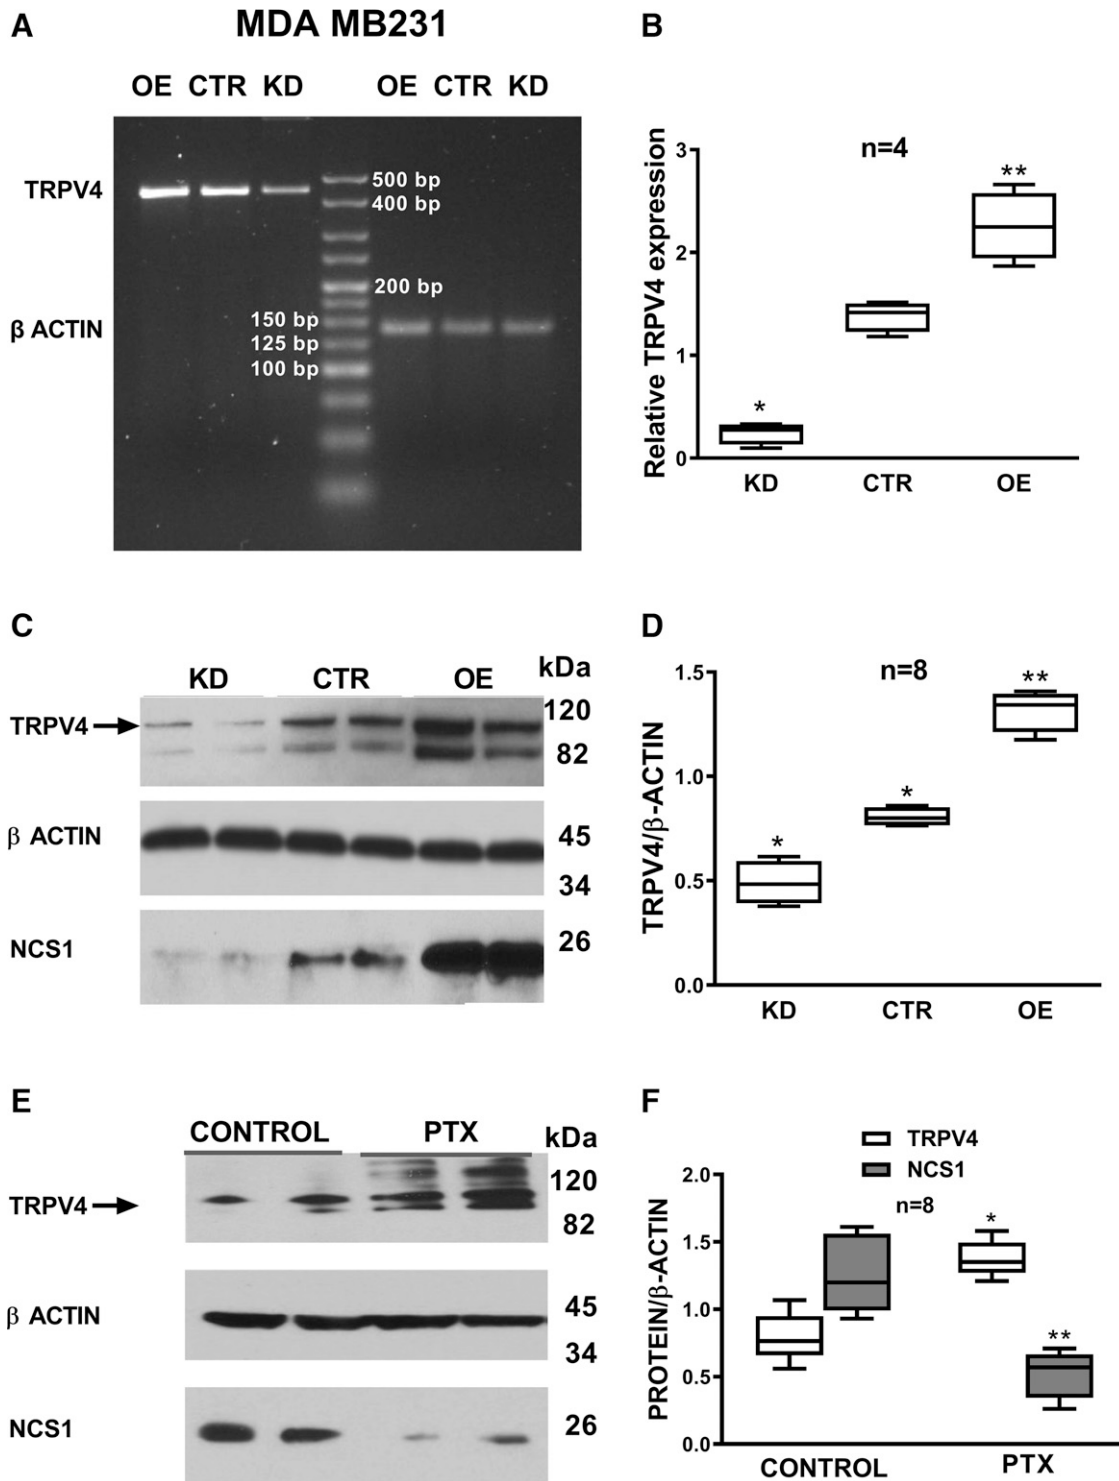 A
MDA MB231
OE CTR KD OE CTR KD
TRPV4
β ACTIN
500 bp
400 bp
200 bp
150 bp
125 bp
100 bp
B
n=4
Relative TRPV4 expression
3
2
1
0
*
**
KD CTR OE
C
KD CTR OE kDa
TRPV4
120
82
β ACTIN
45
34
NCS1
26
D
n=8
TRPV4/β-ACTIN
1.5
1.0
0.5
0.0
*
*
**
KD CTR OE
E
CONTROL PTX kDa
TRPV4
120
82
β ACTIN
45
34
NCS1
26
F
TRPV4
NCS1
n=8
PROTEIN/β-ACTIN
2.0
1.5
1.0
0.5
0.0
*
**
CONTROL PTX